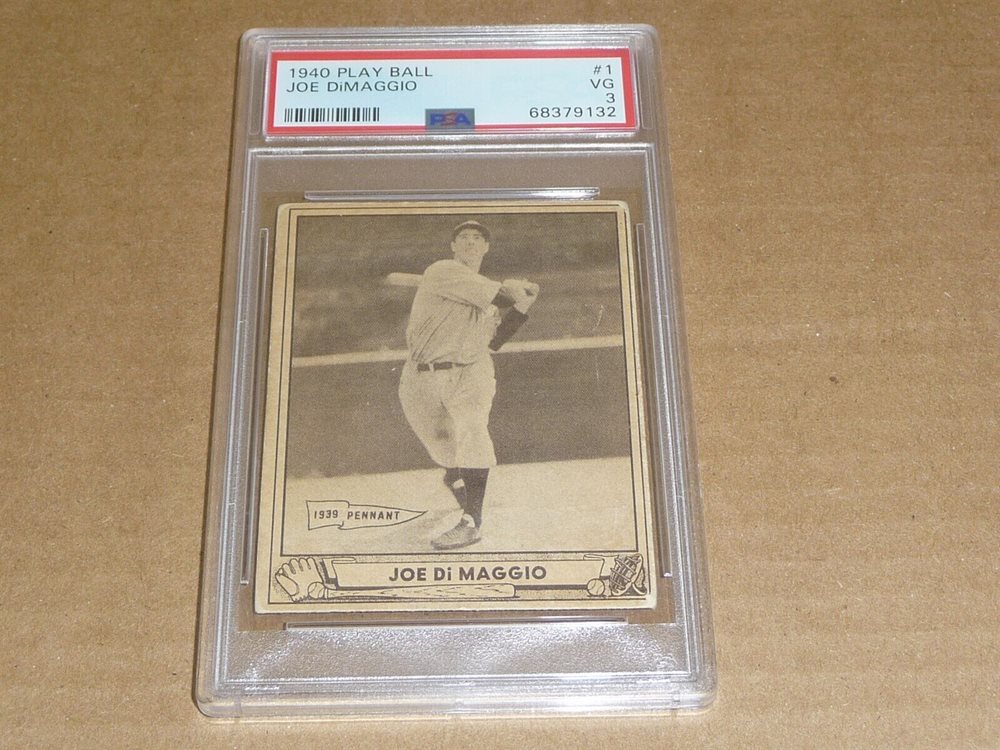 1940 PLAY BALL
#1
JOE DiMAGGIO
VG
3
PSA
68379132
1939 PENNANT
JOE Di MAGGIO